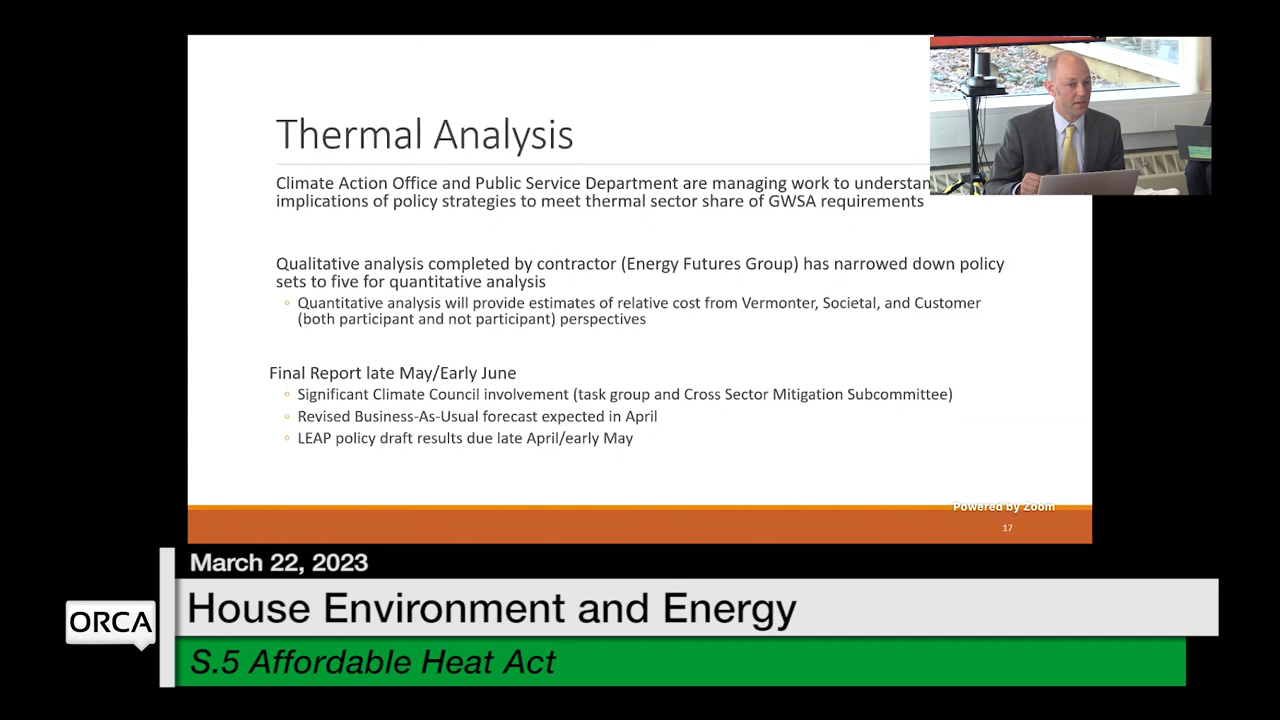 Thermal Analysis
Climate Action Office and Public Service Department are managing work to understan
implications of policy strategies to meet thermal sector share of GWSA requirements
Qualitative analysis completed by contractor (Energy Futures Group) has narrowed down policy
sets to five for quantitative analysis
◦ Quantitative analysis will provide estimates of relative cost from Vermonter, Societal, and Customer
(both participant and not participant) perspectives
Final Report late May/Early June
◦ Significant Climate Council involvement (task group and Cross Sector Mitigation Subcommittee)
◦ Revised Business-As-Usual forecast expected in April
◦ LEAP policy draft results due late April/early May
Powered by Zoom
17
March 22, 2023
ORCA
House Environment and Energy
S.5 Affordable Heat Act